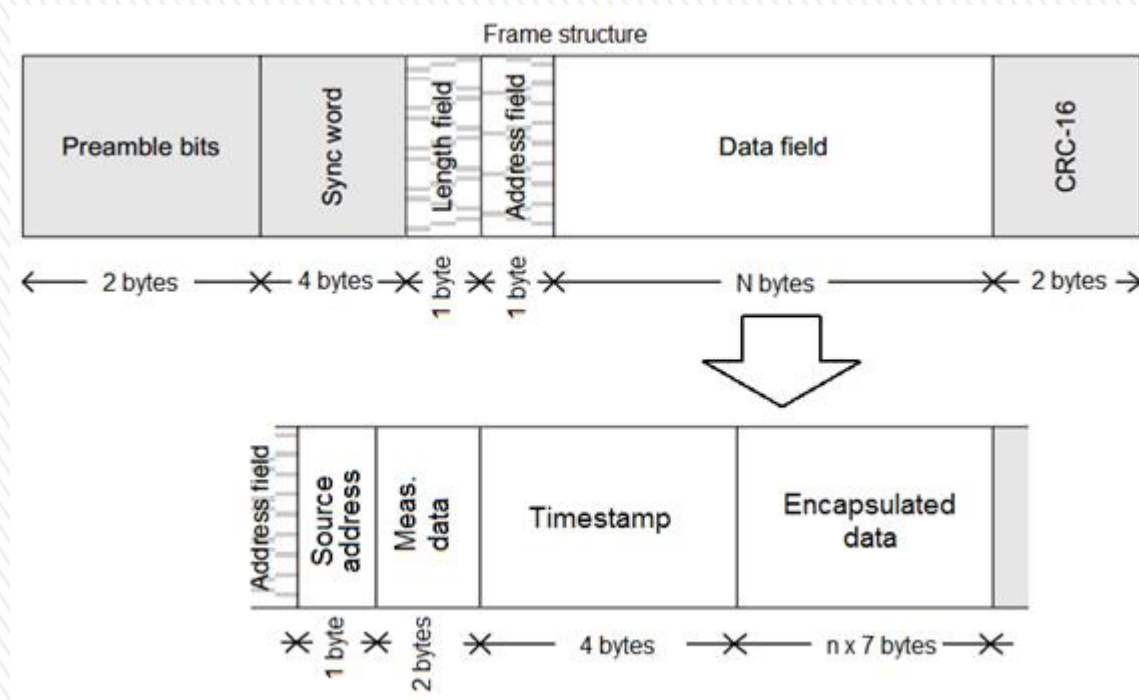 Frame structure
Preamble bits
Sync word
Length field
Address field
Data field
CRC-16
2 bytes
4 bytes
1 byte
1 byte
N bytes
2 bytes
Address field
Source
address
Meas.
data
Timestamp
Encapsulated
data
1 byte
2 bytes
4 bytes
n x 7 bytes